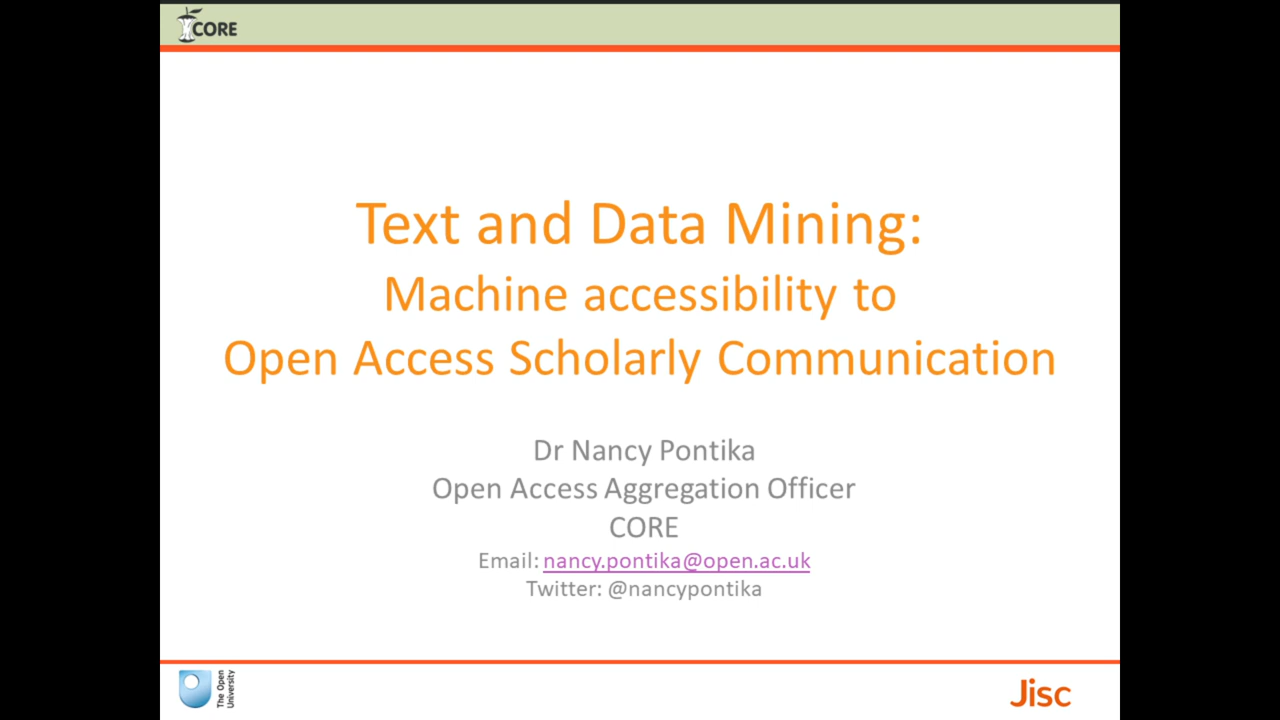 CORE
Text and Data Mining:
Machine accessibility to
Open Access Scholarly Communication
Dr Nancy Pontika
Open Access Aggregation Officer
CORE
Email: nancy.pontika@open.ac.uk
Twitter: @nancypontika
The Open
University
Jisc